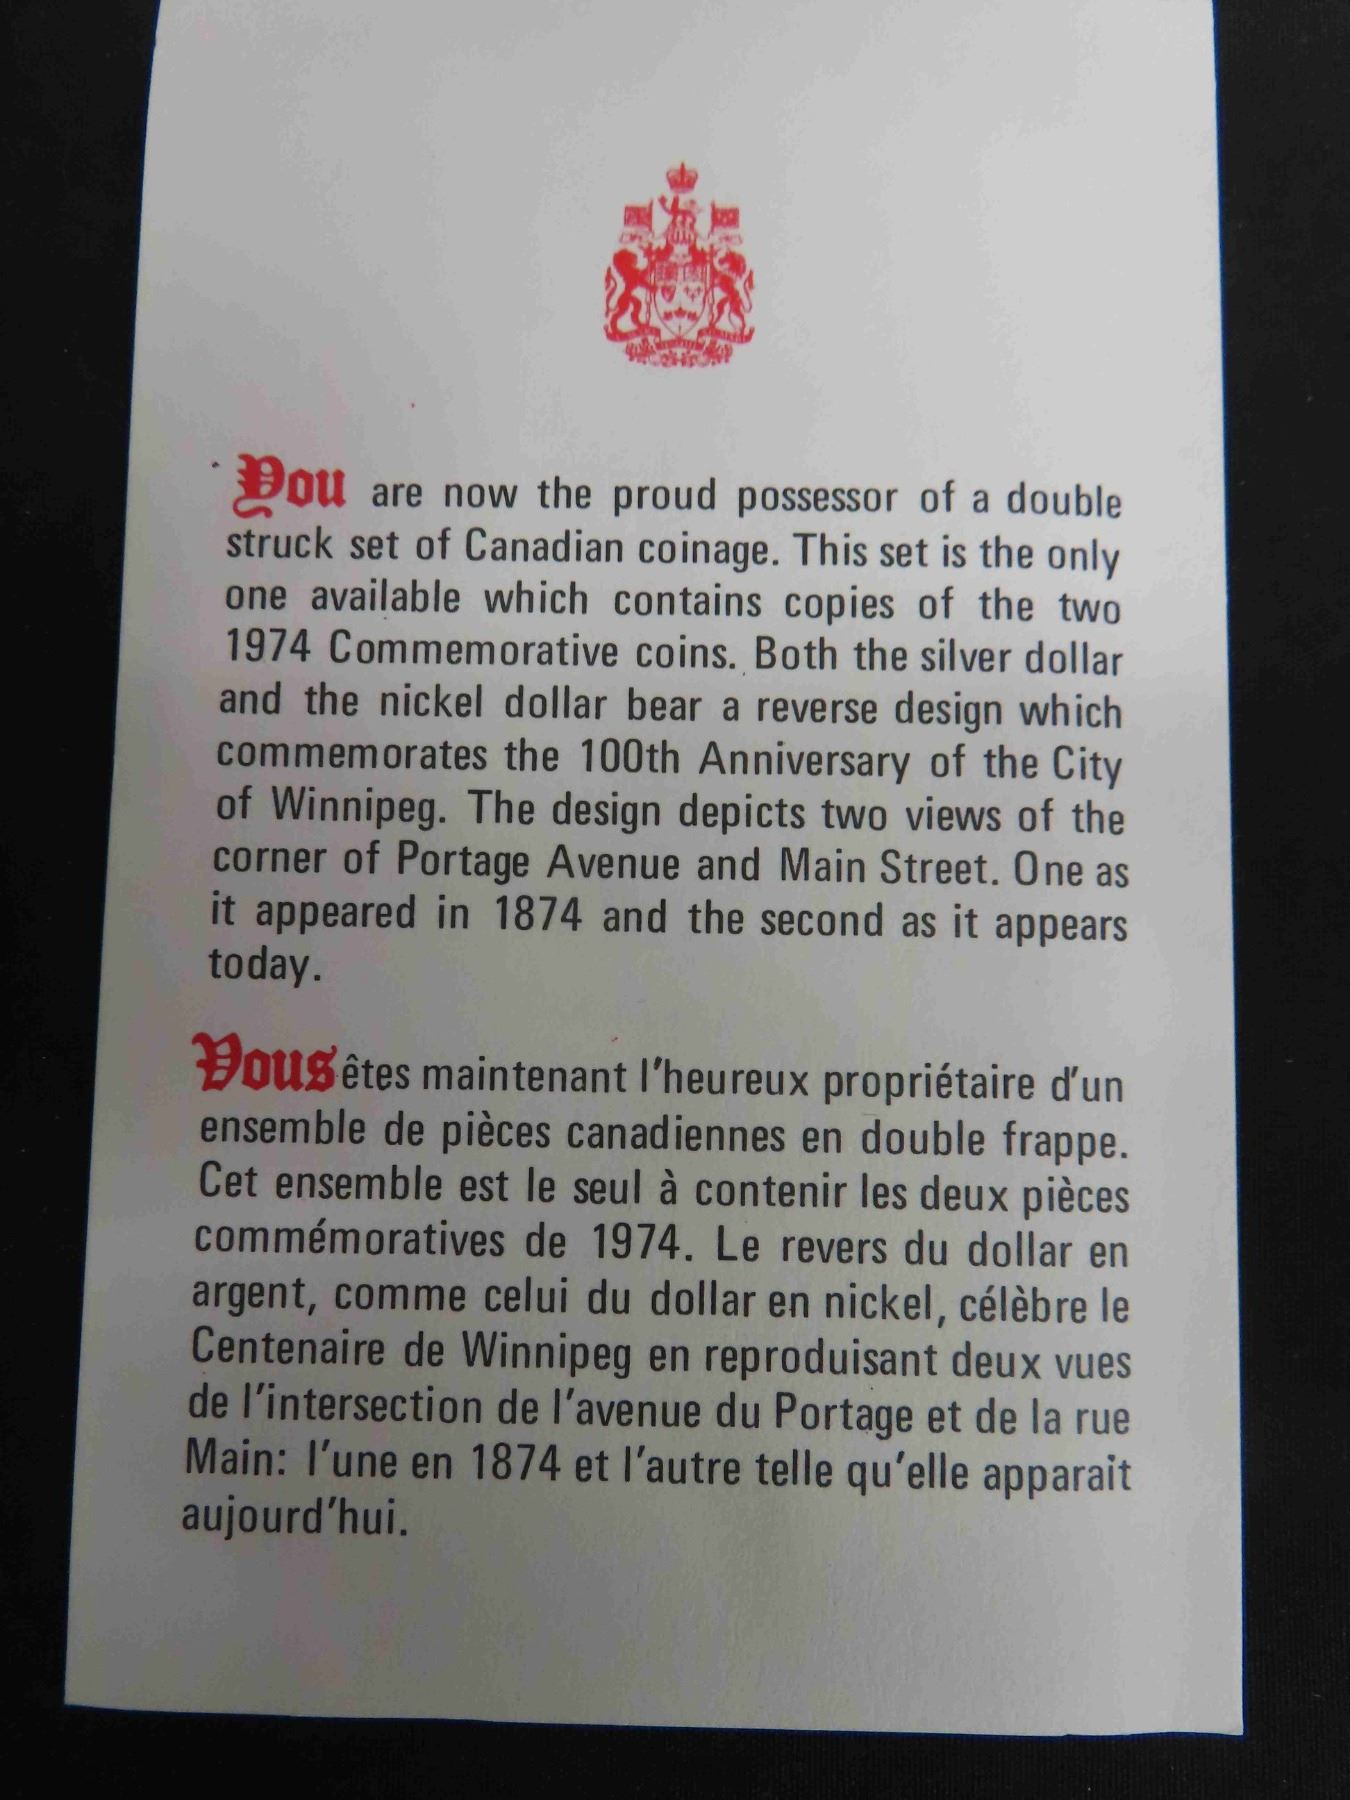 You are now the proud possessor of a double
struck set of Canadian coinage. This set is the only
one available which contains copies of the two
1974 Commemorative coins. Both the silver dollar
and the nickel dollar bear a reverse design which
commemorates the 100th Anniversary of the City
of Winnipeg. The design depicts two views of the
corner of Portage Avenue and Main Street. One as
it appeared in 1874 and the second as it appears
today.
Vous êtes maintenant l'heureux propriétaire d'un
ensemble de pièces canadiennes en double frappe.
Cet ensemble est le seul à contenir les deux pièces
commémoratives de 1974. Le revers du dollar en
argent, comme celui du dollar en nickel, célèbre le
Centenaire de Winnipeg en reproduisant deux vues
de l'intersection de l'avenue du Portage et de la rue
Main: l'une en 1874 et l'autre telle qu'elle apparait
aujourd'hui.